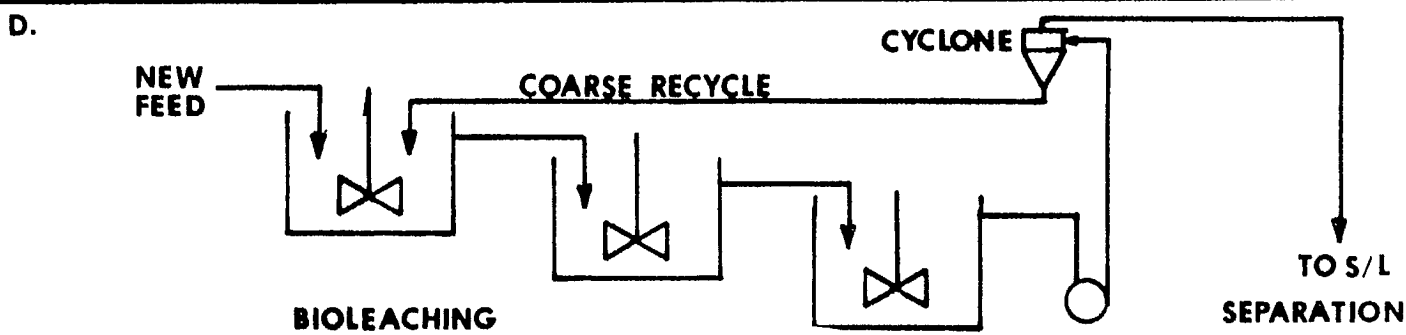 D.
CYCLONE
NEW
FEED
COARSE RECYCLE
TO S/L
SEPARATION
BIOLEACHING